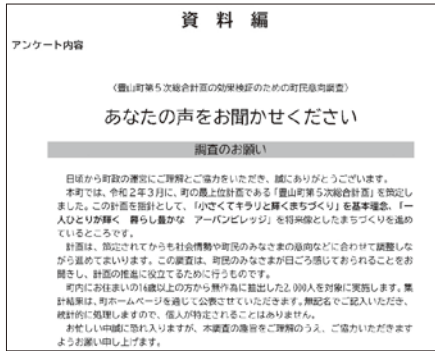 資 料 編
アンケート内容
〈豊山町第5次総合計画の効果検証のための町民意向調査〉
あなたの声をお聞かせください
調査のお願い
日頃から町政の運営にご理解とご協力をいただき、誠にありがとうございます。
本町では、令和2年3月に、町の最上位計画である「豊山町第5次総合計画」を策定し
ました。この計画を指針として、「小さくてキラリと輝くまちづくり」を基本理念、「一
人ひとりが輝く 暮らし豊かな アーバンビレッジ」を将来像としたまちづくりを進め
ているところです。
計画は、策定されてからも社会情勢や町民のみなさまの意向などに合わせて調整しな
がら進めてまいります。この調査は、町民のみなさまが日ごろ感じておられることをお
聞きし、計画の推進に役立てるために行うものです。
町内にお住まいの16歳以上の方から無作為に抽出した2,000人を対象に実施します。集
計結果は、町ホームページを通じて公表させていただきます。無記名でご記入いただき、
統計的に処理しますので、個人が特定されることはありません。
お忙しい中誠に恐れ入りますが、本調査の趣旨をご理解のうえ、ご協力いただきます
ようお願い申し上げます。